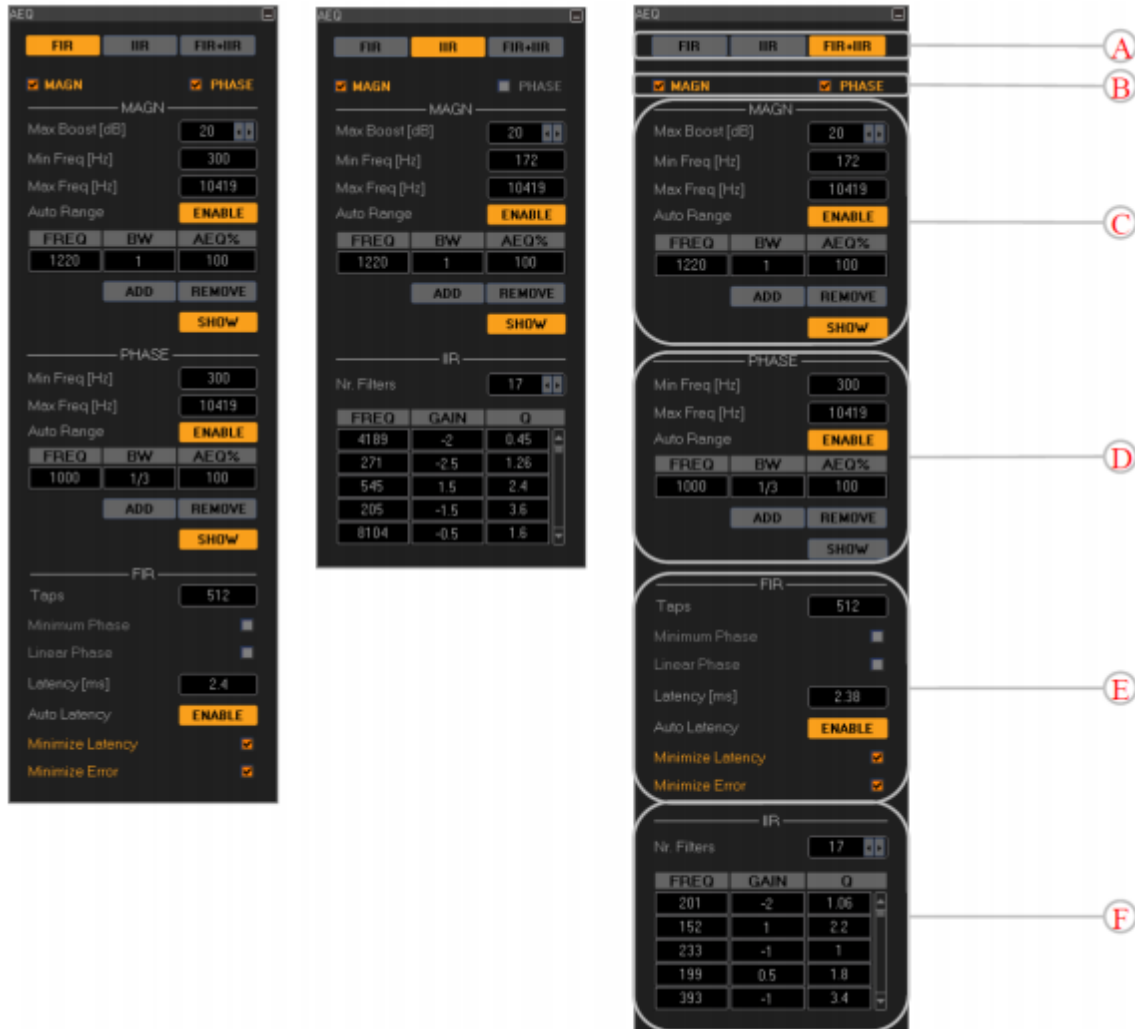 AEQ
FIR IIR FIR+IIR
MAGN PHASE
MAGN
Max Boost [dB] 20
Min Freq [Hz] 300
Max Freq [Hz] 10419
Auto Range ENABLE
FREQ BW AEQ%
1220 1 100
ADD REMOVE
SHOW
PHASE
Min Freq [Hz] 300
Max Freq [Hz] 10419
Auto Range ENABLE
FREQ BW AEQ%
1000 1/3 100
ADD REMOVE
SHOW
FIR
Taps 512
Minimum Phase
Linear Phase
Latency [ms] 2.4
Auto Latency ENABLE
Minimize Latency
Minimize Error
AEQ
FIR IIR FIR+IIR
MAGN PHASE
MAGN
Max Boost [dB] 20
Min Freq [Hz] 172
Max Freq [Hz] 10419
Auto Range ENABLE
FREQ BW AEQ%
1220 1 100
ADD REMOVE
SHOW
IIR
Nr. Filters 17
FREQ GAIN Q
4189 -2 0.45
271 -2.5 1.26
545 1.5 2.4
205 -1.5 3.6
8104 -0.5 1.6
AEQ
FIR IIR FIR+IIR
A
MAGN PHASE
B
MAGN
Max Boost [dB] 20
Min Freq [Hz] 172
Max Freq [Hz] 10419
Auto Range ENABLE
C
FREQ BW AEQ%
1220 1 100
ADD REMOVE
SHOW
PHASE
Min Freq [Hz] 300
Max Freq [Hz] 10419
Auto Range ENABLE
D
FREQ BW AEQ%
1000 1/3 100
ADD REMOVE
SHOW
FIR
Taps 512
Minimum Phase
Linear Phase
Latency [ms] 2.38
E
Auto Latency ENABLE
Minimize Latency
Minimize Error
IIR
Nr. Filters 17
FREQ GAIN Q
201 -2 1.06
152 1 2.2
F
233 -1 1
199 0.5 1.8
393 -1 3.4